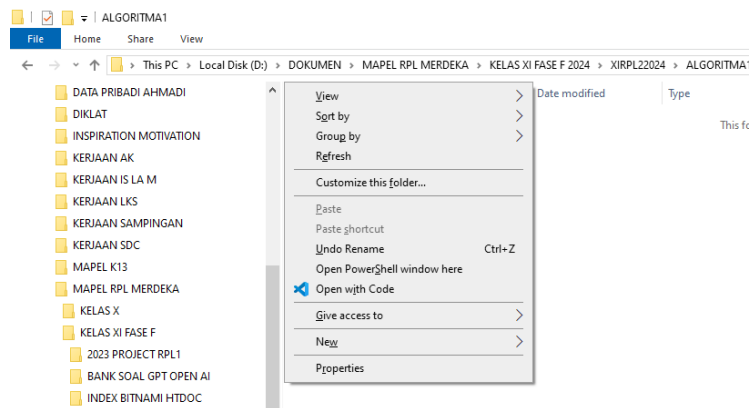 ALGORITMA1
File Home Share View
This PC > Local Disk (D:) > DOKUMEN > MAPEL RPL MERDEKA > KELAS XI FASE F 2024 > XIRPL22024 > ALGORITMA1
DATA PRIBADI AHMADI
DIKLAT
INSPIRATION MOTIVATION
KERJAAN AK
KERJAAN IS LA M
KERJAAN LKS
KERJAAN SAMPINGAN
KERJAAN SDC
MAPEL K13
MAPEL RPL MERDEKA
KELAS X
KELAS XI FASE F
2023 PROJECT RPL1
BANK SOAL GPT OPEN AI
INDEX BITNAMI HTDOC
View
Sort by
Group by
Refresh
Customize this folder...
Paste
Paste shortcut
Undo Rename Ctrl+Z
Open PowerShell window here
Open with Code
Give access to
New
Properties
Date modified Type
This fo